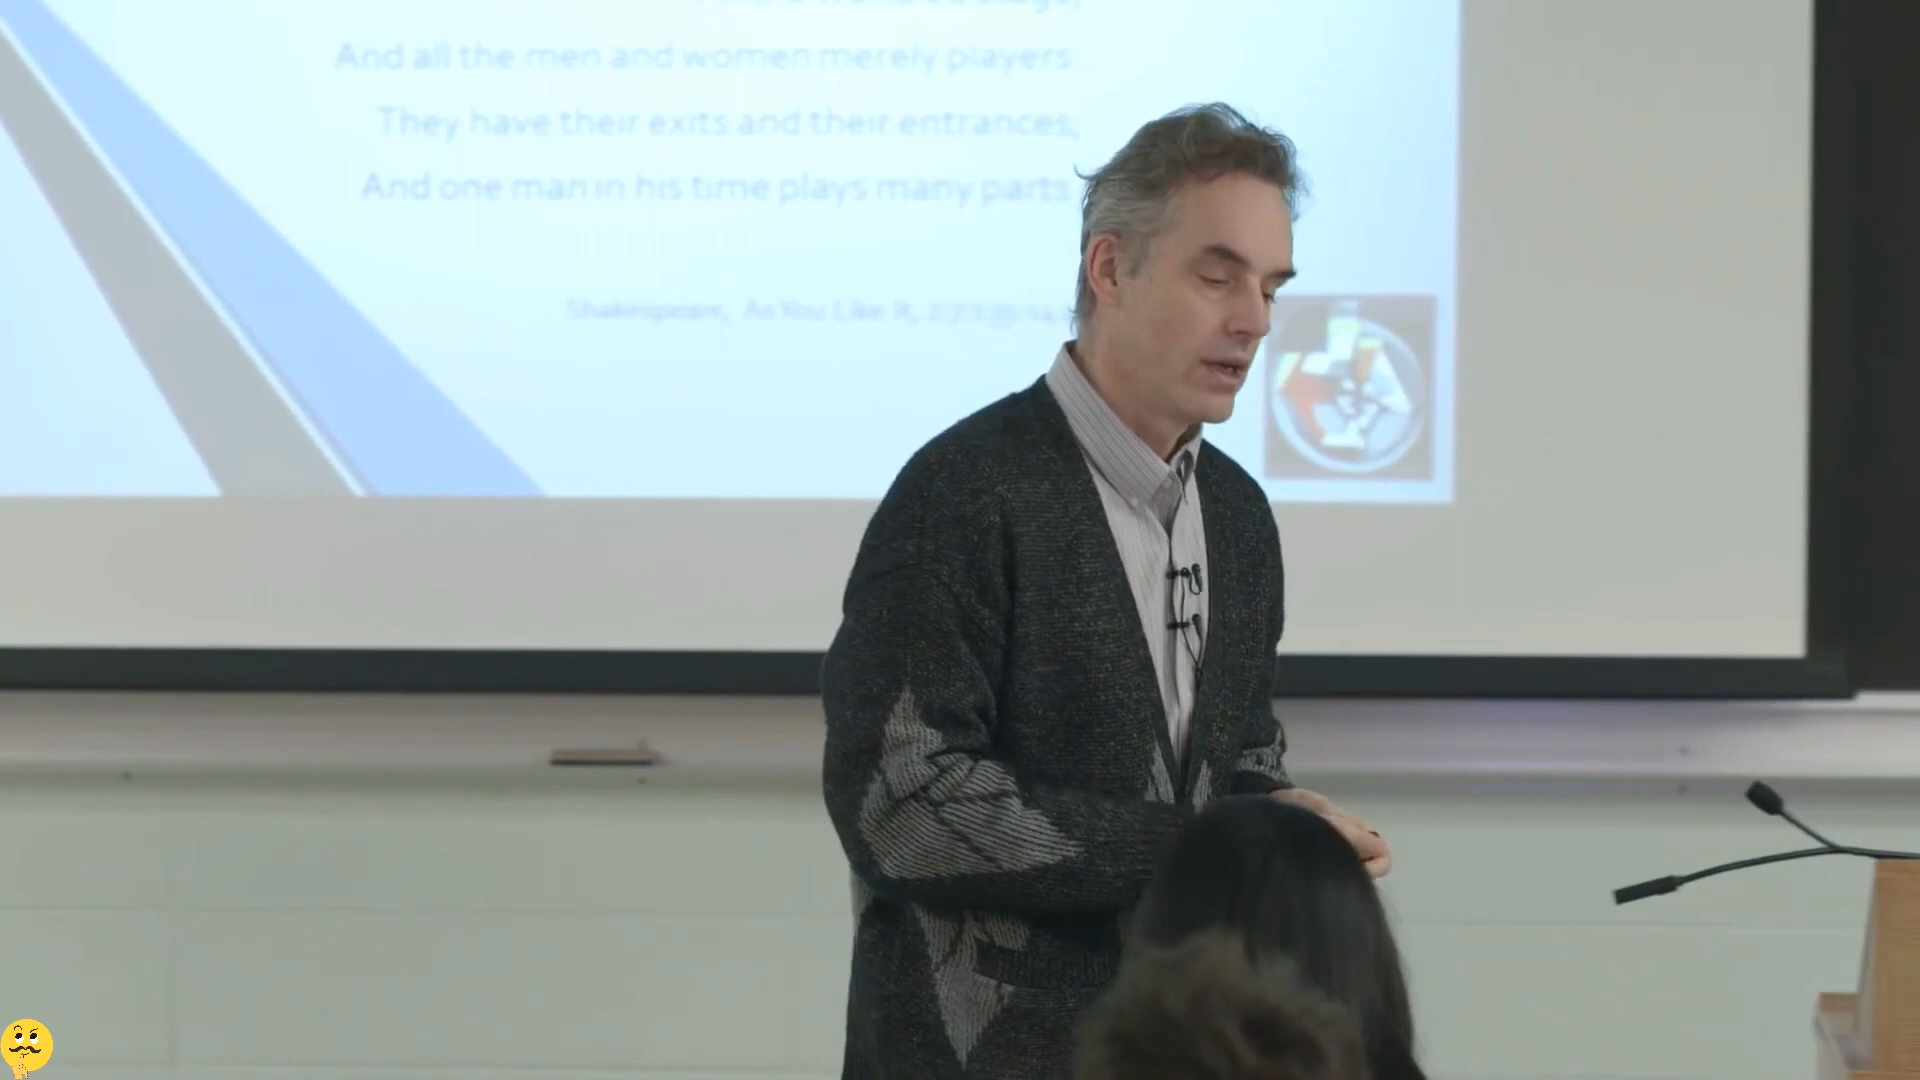 And all the men and women merely players
They have their exits and their entrances,
And one man in his time plays many parts
Shakespeare, As You Like It,